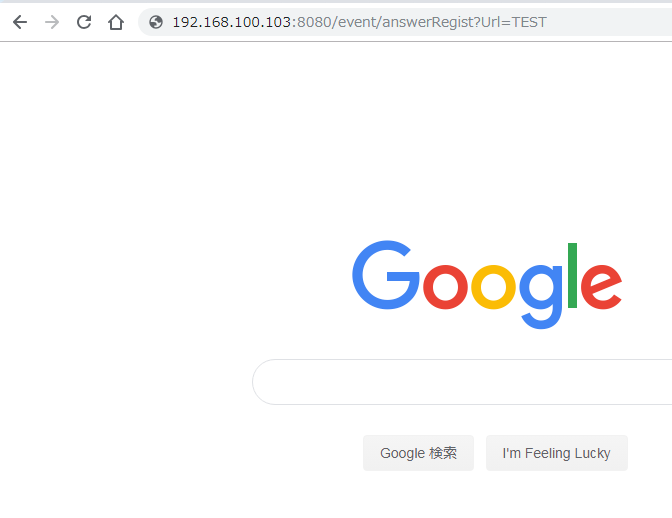 192.168.100.103:8080/event/answerRegist?Url=TEST
Google
Google 検索 I'm Feeling Lucky